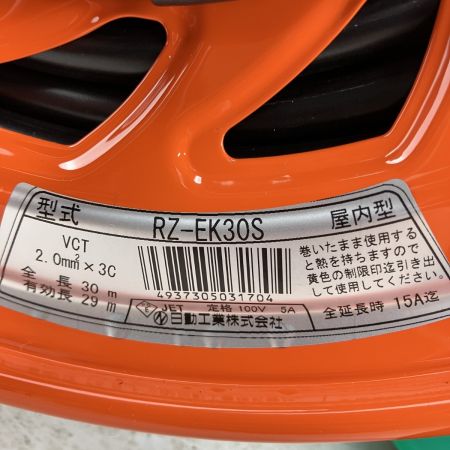 型式 RZ-EK30S 屋内型
VCT
2.0mm²×3C
全長 30m
有効長 29m
4937305031704
JET 定格 100V 5A
日動工業株式会社
巻いたまま使用する
と熱を持ちますので
黄色の制限印迄引き出
して使用してください。
全延長時 15A迄